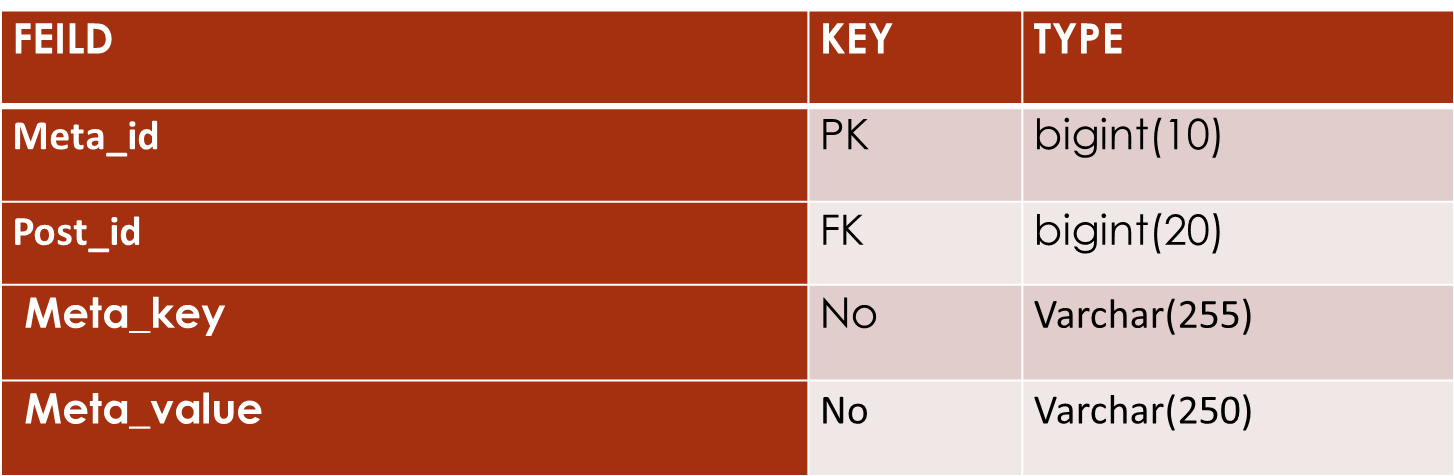 FEILD KEY TYPE
Meta_id PK bigint(10)
Post_id FK bigint(20)
Meta_key No Varchar(255)
Meta_value No Varchar(250)